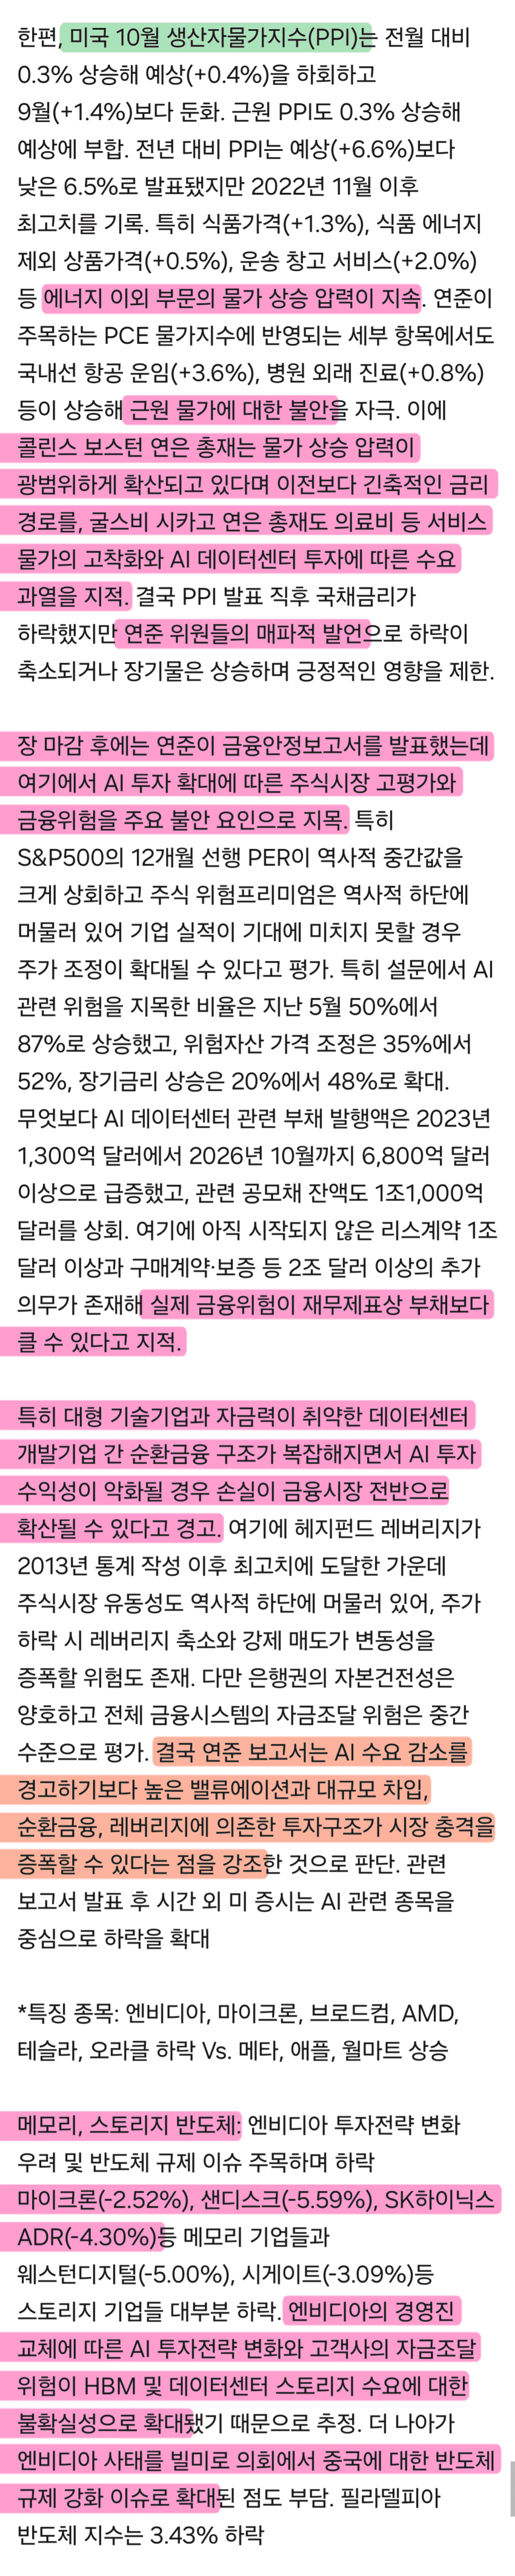 한편, 미국 10월 생산자물가지수(PPI)는 전월 대비
0.3% 상승해 예상(+0.4%)을 하회하고
9월(+1.4%)보다 둔화. 근원 PPI도 0.3% 상승해
예상에 부합. 전년 대비 PPI는 예상(+6.6%)보다
낮은 6.5%로 발표됐지만 2022년 11월 이후
최고치를 기록. 특히 식품가격(+1.3%), 식품 에너지
제외 상품가격(+0.5%), 운송 창고 서비스(+2.0%)
등 에너지 이외 부문의 물가 상승 압력이 지속. 연준이
주목하는 PCE 물가지수에 반영되는 세부 항목에서도
국내선 항공 운임(+3.6%), 병원 외래 진료(+0.8%)
등이 상승해 근원 물가에 대한 불안을 자극. 이에
콜린스 보스턴 연은 총재는 물가 상승 압력이
광범위하게 확산되고 있다며 이전보다 긴축적인 금리
경로를, 굴스비 시카고 연은 총재도 의료비 등 서비스
물가의 고착화와 AI 데이터센터 투자에 따른 수요
과열을 지적. 결국 PPI 발표 직후 국채금리가
하락했지만 연준 위원들의 매파적 발언으로 하락이
축소되거나 장기물은 상승하며 긍정적인 영향을 제한.
장 마감 후에는 연준이 금융안정보고서를 발표했는데
여기에서 AI 투자 확대에 따른 주식시장 고평가와
금융위험을 주요 불안 요인으로 지목. 특히
S&P500의 12개월 선행 PER이 역사적 중간값을
크게 상회하고 주식 위험프리미엄은 역사적 하단에
머물러 있어 기업 실적이 기대에 미치지 못할 경우
주가 조정이 확대될 수 있다고 평가. 특히 설문에서 AI
관련 위험을 지목한 비율은 지난 5월 50%에서
87%로 상승했고, 위험자산 가격 조정은 35%에서
52%, 장기금리 상승은 20%에서 48%로 확대.
무엇보다 AI 데이터센터 관련 부채 발행액은 2023년
1,300억 달러에서 2026년 10월까지 6,800억 달러
이상으로 급증했고, 관련 공모채 잔액도 1조1,000억
달러를 상회. 여기에 아직 시작되지 않은 리스계약 1조
달러 이상과 구매계약·보증 등 2조 달러 이상의 추가
의무가 존재해 실제 금융위험이 재무제표상 부채보다
클 수 있다고 지적.
특히 대형 기술기업과 자금력이 취약한 데이터센터
개발기업 간 순환금융 구조가 복잡해지면서 AI 투자
수익성이 악화될 경우 손실이 금융시장 전반으로
확산될 수 있다고 경고. 여기에 헤지펀드 레버리지가
2013년 통계 작성 이후 최고치에 도달한 가운데
주식시장 유동성도 역사적 하단에 머물러 있어, 주가
하락 시 레버리지 축소와 강제 매도가 변동성을
증폭할 위험도 존재. 다만 은행권의 자본건전성은
양호하고 전체 금융시스템의 자금조달 위험은 중간
수준으로 평가. 결국 연준 보고서는 AI 수요 감소를
경고하기보다 높은 밸류에이션과 대규모 차입,
순환금융, 레버리지에 의존한 투자구조가 시장 충격을
증폭할 수 있다는 점을 강조한 것으로 판단. 관련
보고서 발표 후 시간 외 미 증시는 AI 관련 종목을
중심으로 하락을 확대
*특징 종목: 엔비디아, 마이크론, 브로드컴, AMD,
테슬라, 오라클 하락 Vs. 메타, 애플, 월마트 상승
메모리, 스토리지 반도체: 엔비디아 투자전략 변화
우려 및 반도체 규제 이슈 주목하며 하락
마이크론(-2.52%), 샌디스크(-5.59%), SK하이닉스
ADR(-4.30%)등 메모리 기업들과
웨스턴디지털(-5.00%), 시게이트(-3.09%)등
스토리지 기업들 대부분 하락. 엔비디아의 경영진
교체에 따른 AI 투자전략 변화와 고객사의 자금조달
위험이 HBM 및 데이터센터 스토리지 수요에 대한
불확실성으로 확대됐기 때문으로 추정. 더 나아가
엔비디아 사태를 빌미로 의회에서 중국에 대한 반도체
규제 강화 이슈로 확대된 점도 부담. 필라델피아
반도체 지수는 3.43% 하락